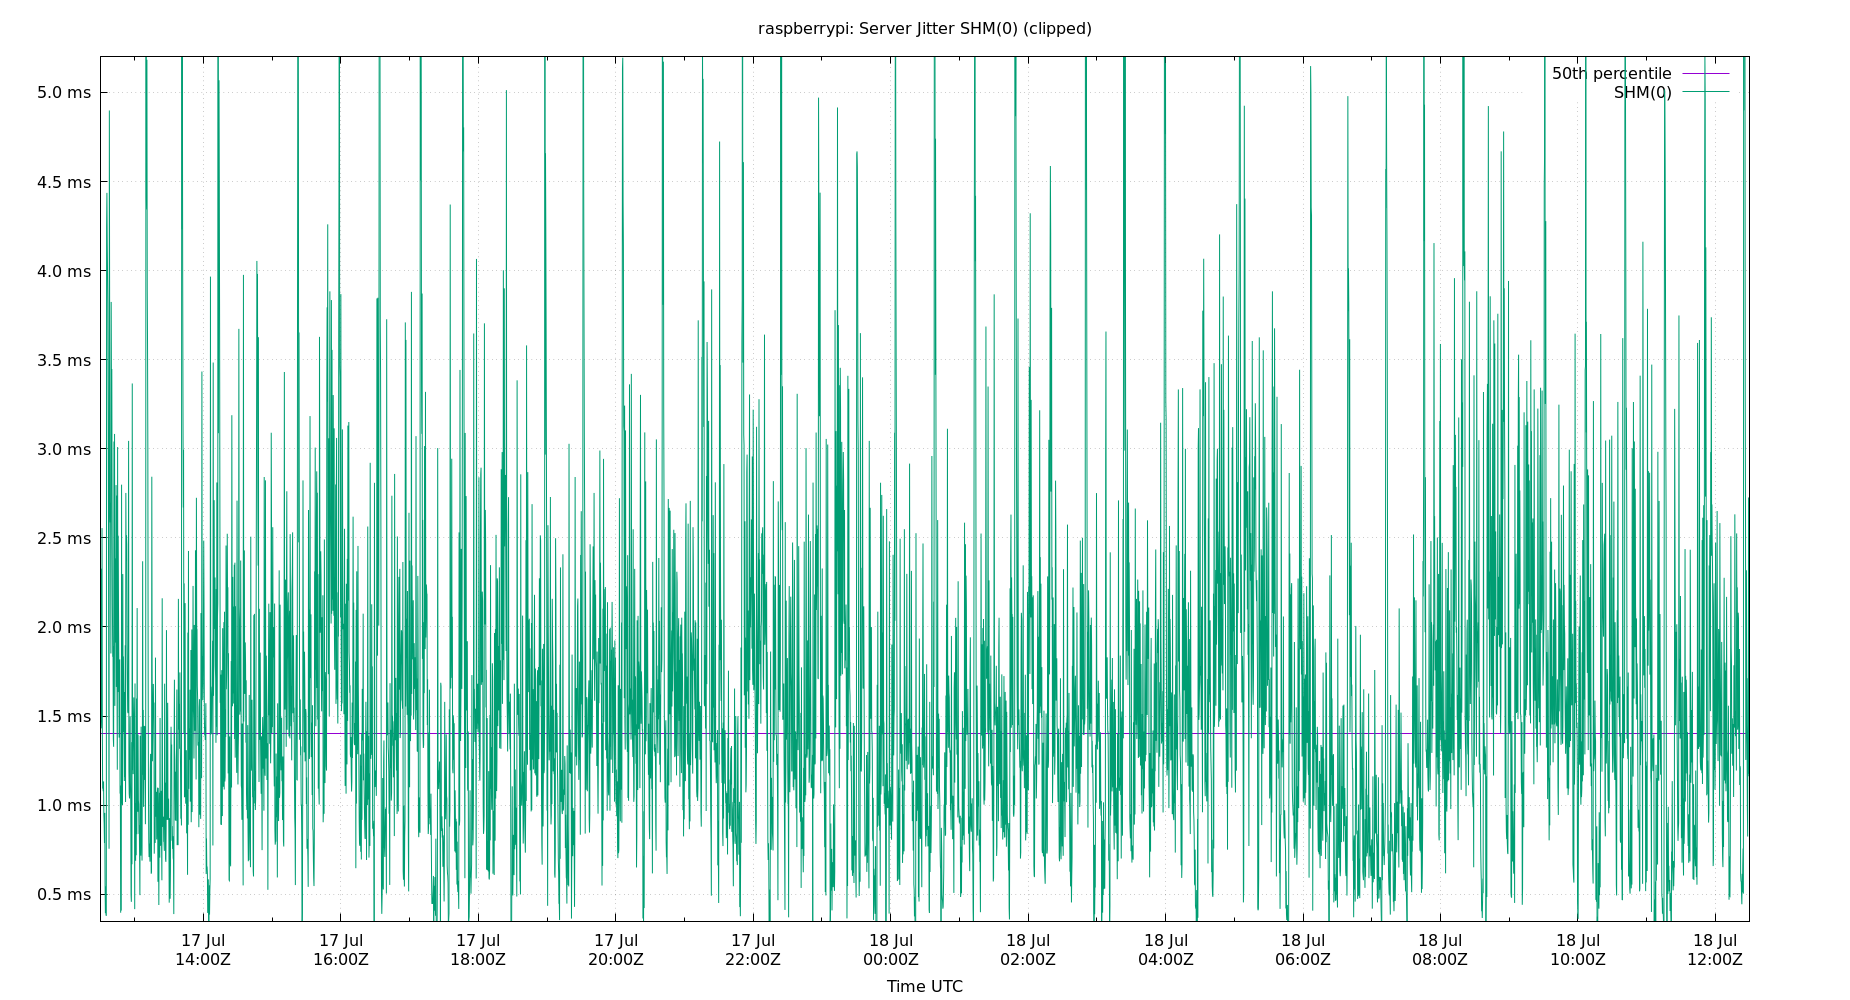 raspberrypi: Server Jitter SHM(0) (clipped)
50th percentile
SHM(0)
5.0 ms
4.5 ms
4.0 ms
3.5 ms
3.0 ms
2.5 ms
2.0 ms
1.5 ms
1.0 ms
0.5 ms
17 Jul 17 Jul 17 Jul 17 Jul 17 Jul 18 Jul 18 Jul 18 Jul 18 Jul 18 Jul 18 Jul 18 Jul
14:00Z 16:00Z 18:00Z 20:00Z 22:00Z 00:00Z 02:00Z 04:00Z 06:00Z 08:00Z 10:00Z 12:00Z
Time UTC